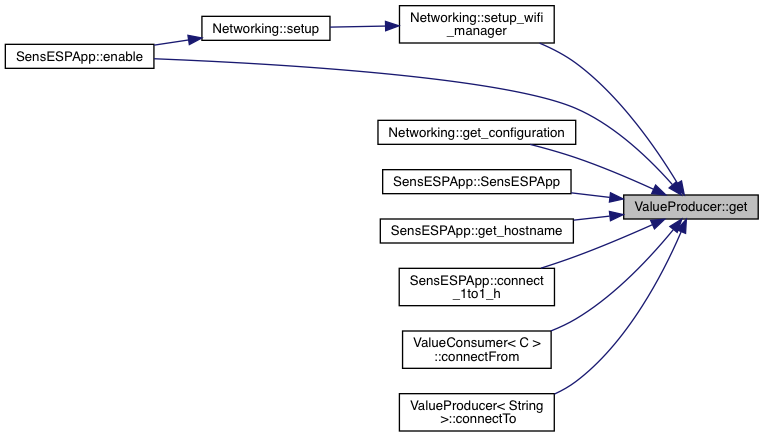 Networking::setup_wifi
_manager
Networking::setup
SensESPApp::enable
Networking::get_configuration
SensESPApp::SensESPApp
ValueProducer::get
SensESPApp::get_hostname
SensESPApp::connect
_1to1_h
ValueConsumer< C >
::connectFrom
ValueProducer< String
>::connectTo